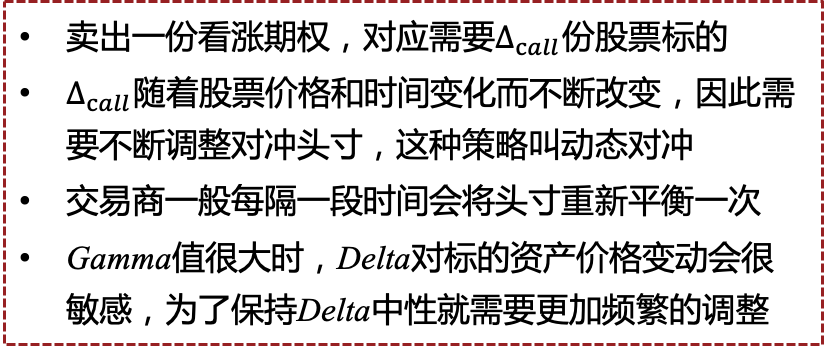 • 卖出一份看涨期权，对应需要Δcall份股票标的
• Δcall随着股票价格和时间变化而不断改变，因此需
要不断调整对冲头寸，这种策略叫动态对冲
• 交易商一般每隔一段时间会将头寸重新平衡一次
• Gamma值很大时，Delta对标的资产价格变动会很
敏感，为了保持Delta中性就需要更加频繁的调整